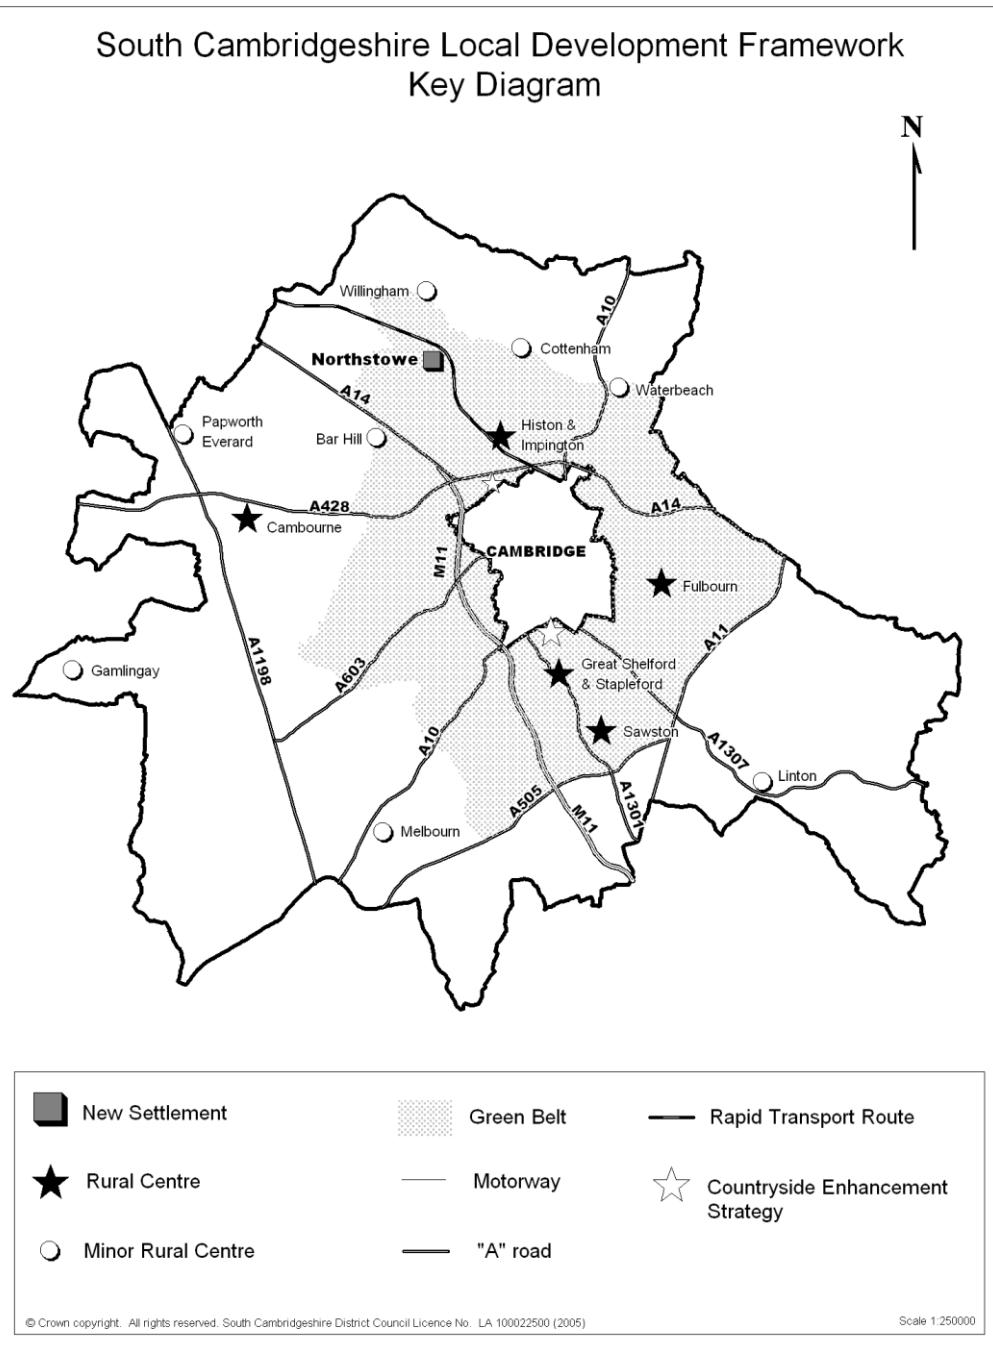 South Cambridgeshire Local Development Framework
Key Diagram
N
Willingham
A10
Northstowe
Cottenham
A14
Waterbeach
Papworth
Everard
Bar Hill
Histon &
Impington
A428
A14
Cambourne
M11
CAMBRIDGE
Fulbourn
A11
A1198
Gamlingay
A603
Great Shelford
& Stapleford
A10
Sawston
A1307
Linton
A505
M11
A1301
Melbourn
New Settlement
Green Belt
Rapid Transport Route
Rural Centre
Motorway
Countryside Enhancement
Strategy
Minor Rural Centre
"A" road
© Crown copyright. All rights reserved. South Cambridgeshire District Council Licence No. LA 100022500 (2005)
Scale 1:250000